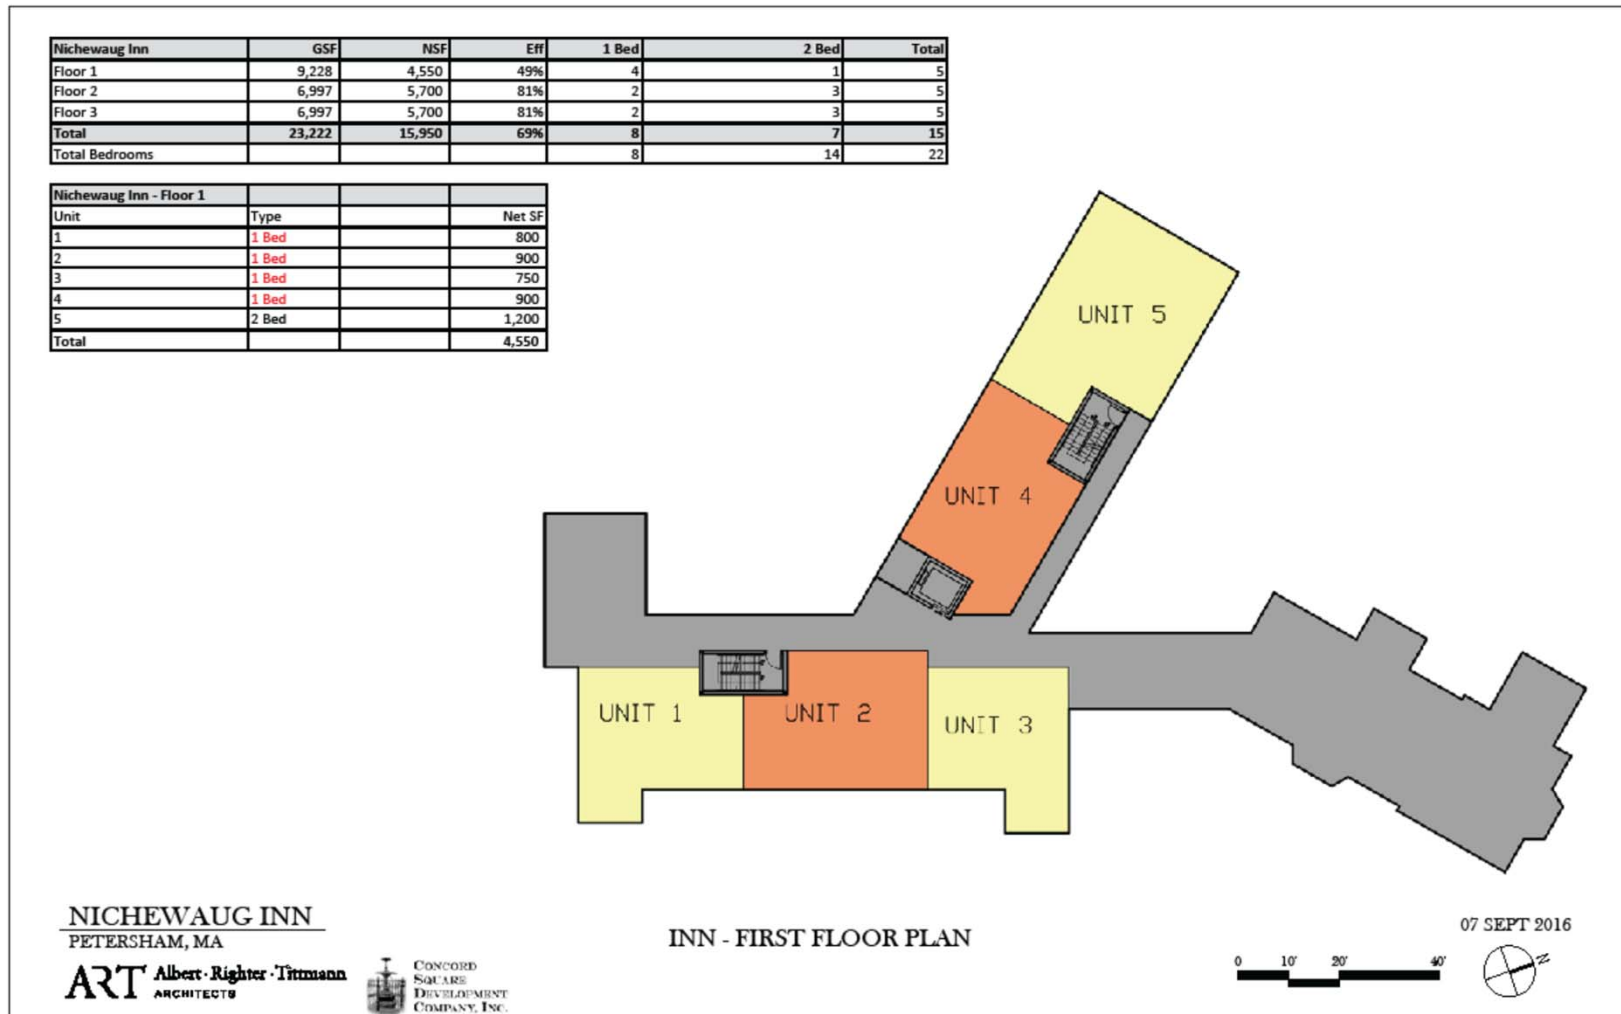 Nichewaug Inn GSF NSF Eff 1 Bed 2 Bed Total
Floor 1 9,228 4,550 49% 4 1 5
Floor 2 6,997 5,700 81% 2 3 5
Floor 3 6,997 5,700 81% 2 3 5
Total 23,222 15,950 69% 8 7 15
Total Bedrooms 8 14 22
Nichewaug Inn - Floor 1
Unit Type Net SF
1 1 Bed 800
2 1 Bed 900
3 1 Bed 750
4 1 Bed 900
5 2 Bed 1,200
Total 4,550
UNIT 5
UNIT 4
UNIT 1
UNIT 2
UNIT 3
NICHEWAUG INN
PETERSHAM, MA
ART Albert · Righter · Tittmann
ARCHITECTS
CONCORD
SQUARE
DEVELOPMENT
COMPANY, INC.
INN - FIRST FLOOR PLAN
07 SEPT 2016
0 10' 20' 40'
N